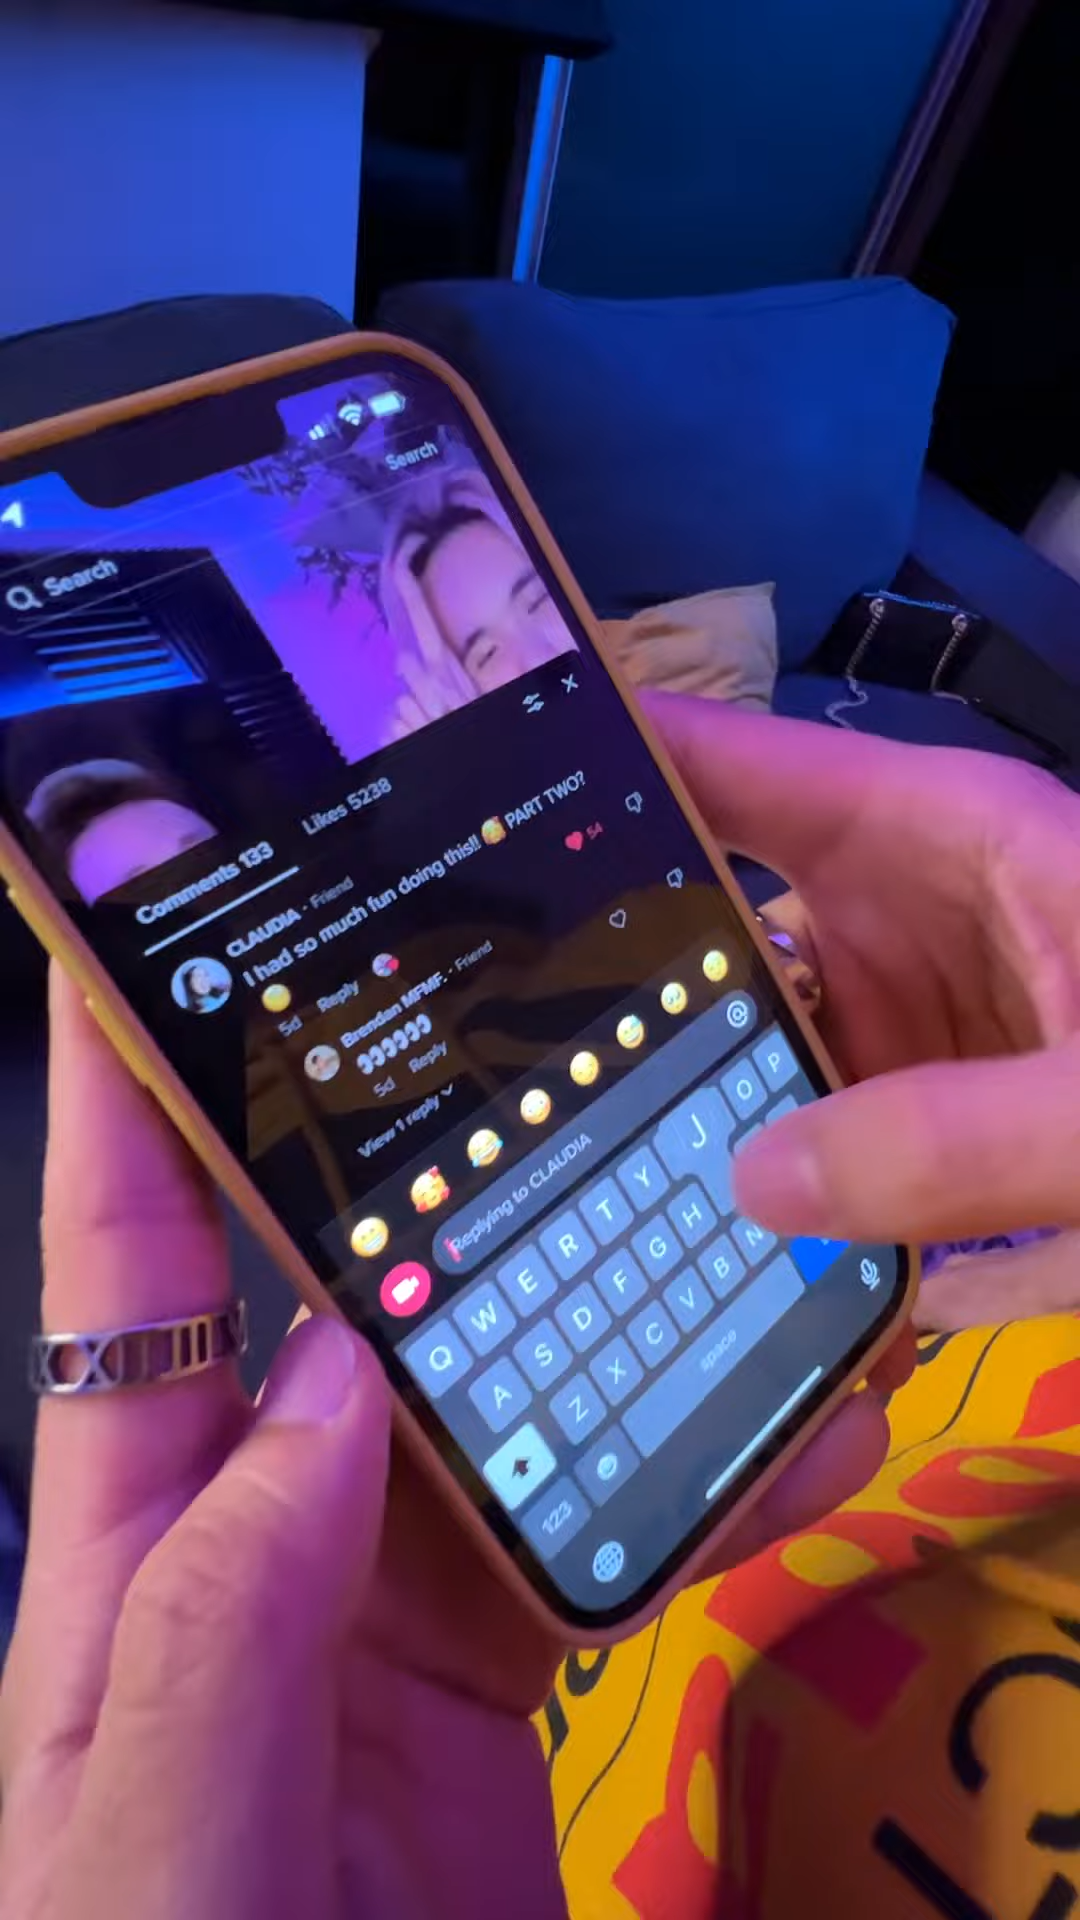 Search
Search
Comments 133
Likes 5238
CLAUDIA · Friend
I had so much fun doing this!! 🥰 PART TWO?
54
5d Reply
Brendan MFMF. · Friend
5d Reply
View 1 reply
Replying to CLAUDIA
@
Q W E R T Y J O P
A S D F G H
Z X C V B N
123
space